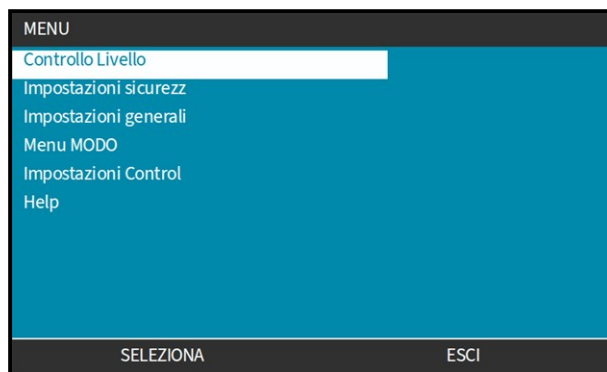 MENU
Controllo Livello
Impostazioni sicurezz
Impostazioni generali
Menu MODO
Impostazioni Control
Help
SELEZIONA ESCI